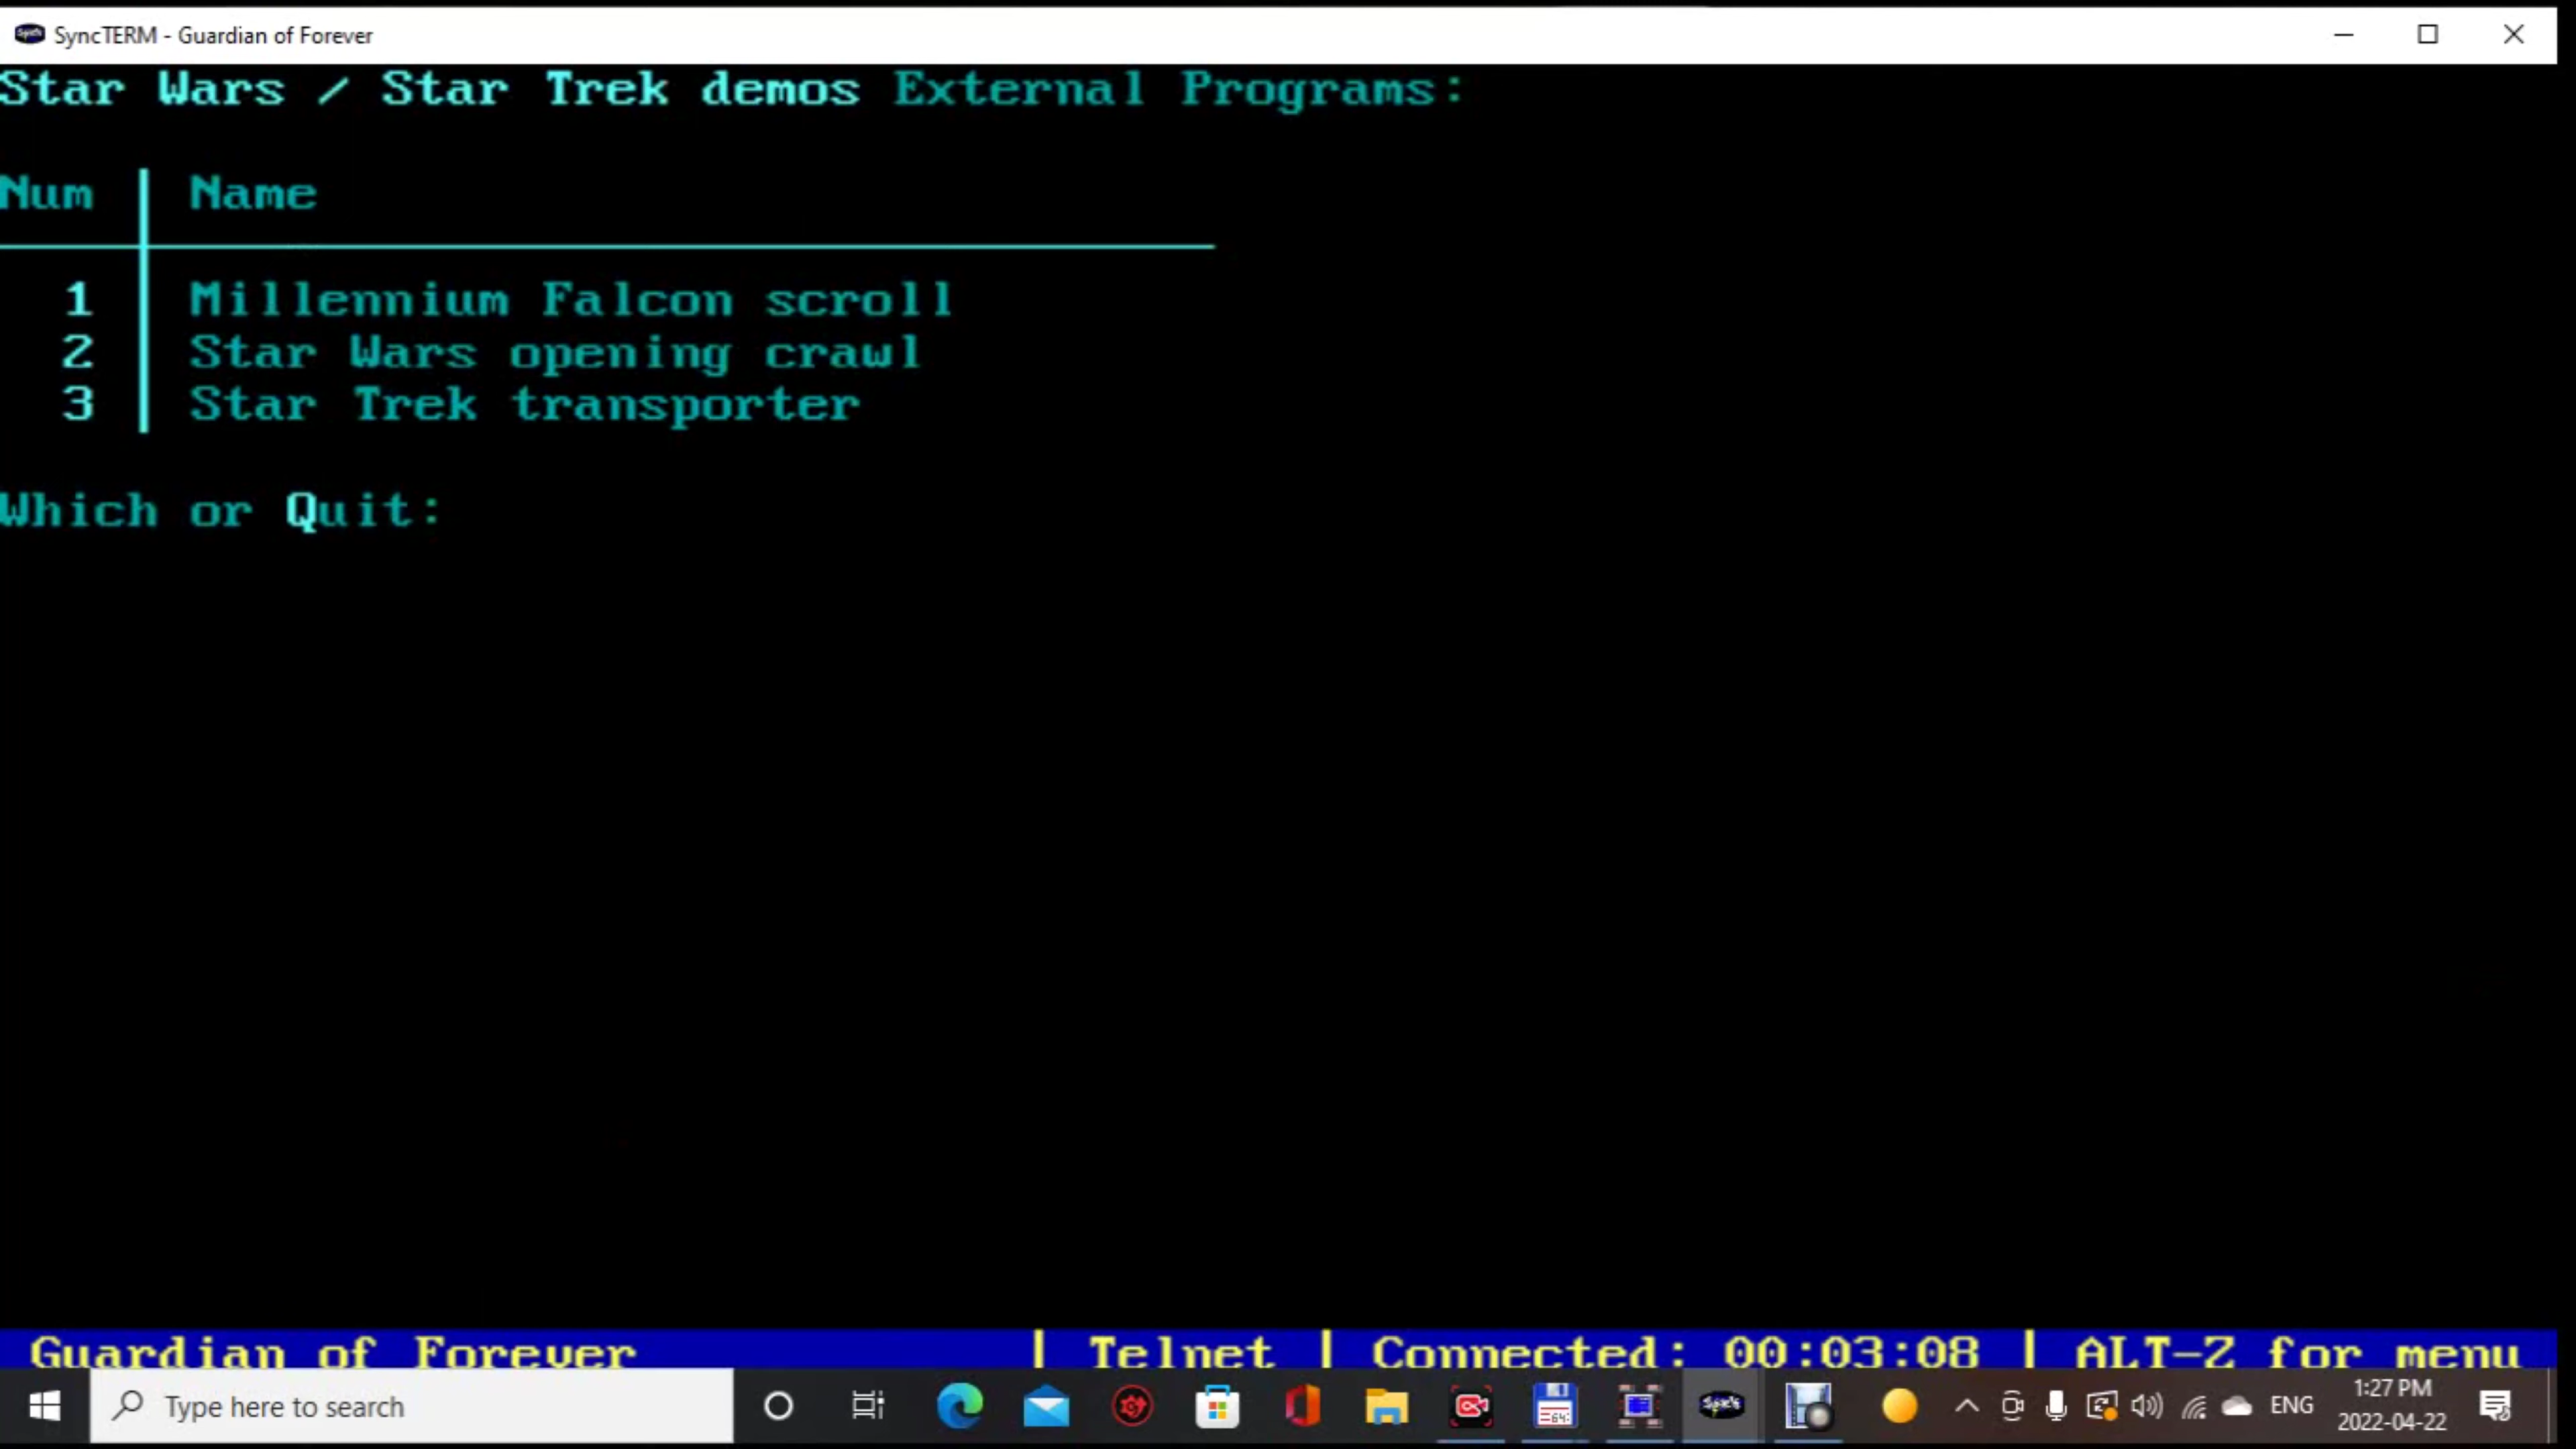 SyncTERM - Guardian of Forever
Star Wars / Star Trek demos External Programs:
Num Name
1 Millennium Falcon scroll
2 Star Wars opening crawl
3 Star Trek transporter
Which or Quit:
Guardian of Forever | Telnet | Connected: 00:03:08 | ALT-Z for menu
Type here to search
ENG
1:27 PM
2022-04-22